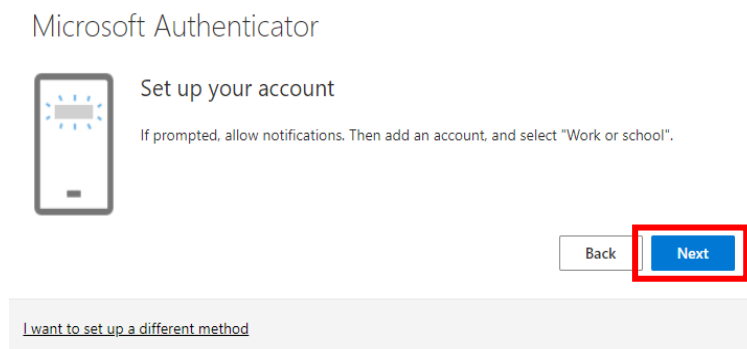 Microsoft Authenticator
Set up your account
If prompted, allow notifications. Then add an account, and select "Work or school".
Back
Next
I want to set up a different method